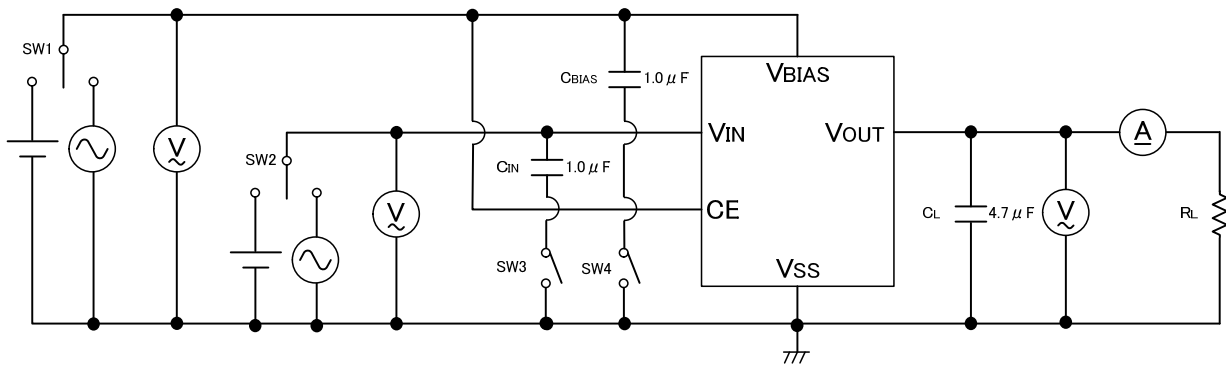 SW1
CBIAS 1.0μF
VBIAS
V
VIN
VOUT
A
SW2
CIN 1.0μF
V
CE
CL 4.7μF
V
RL
SW3
SW4
VSS